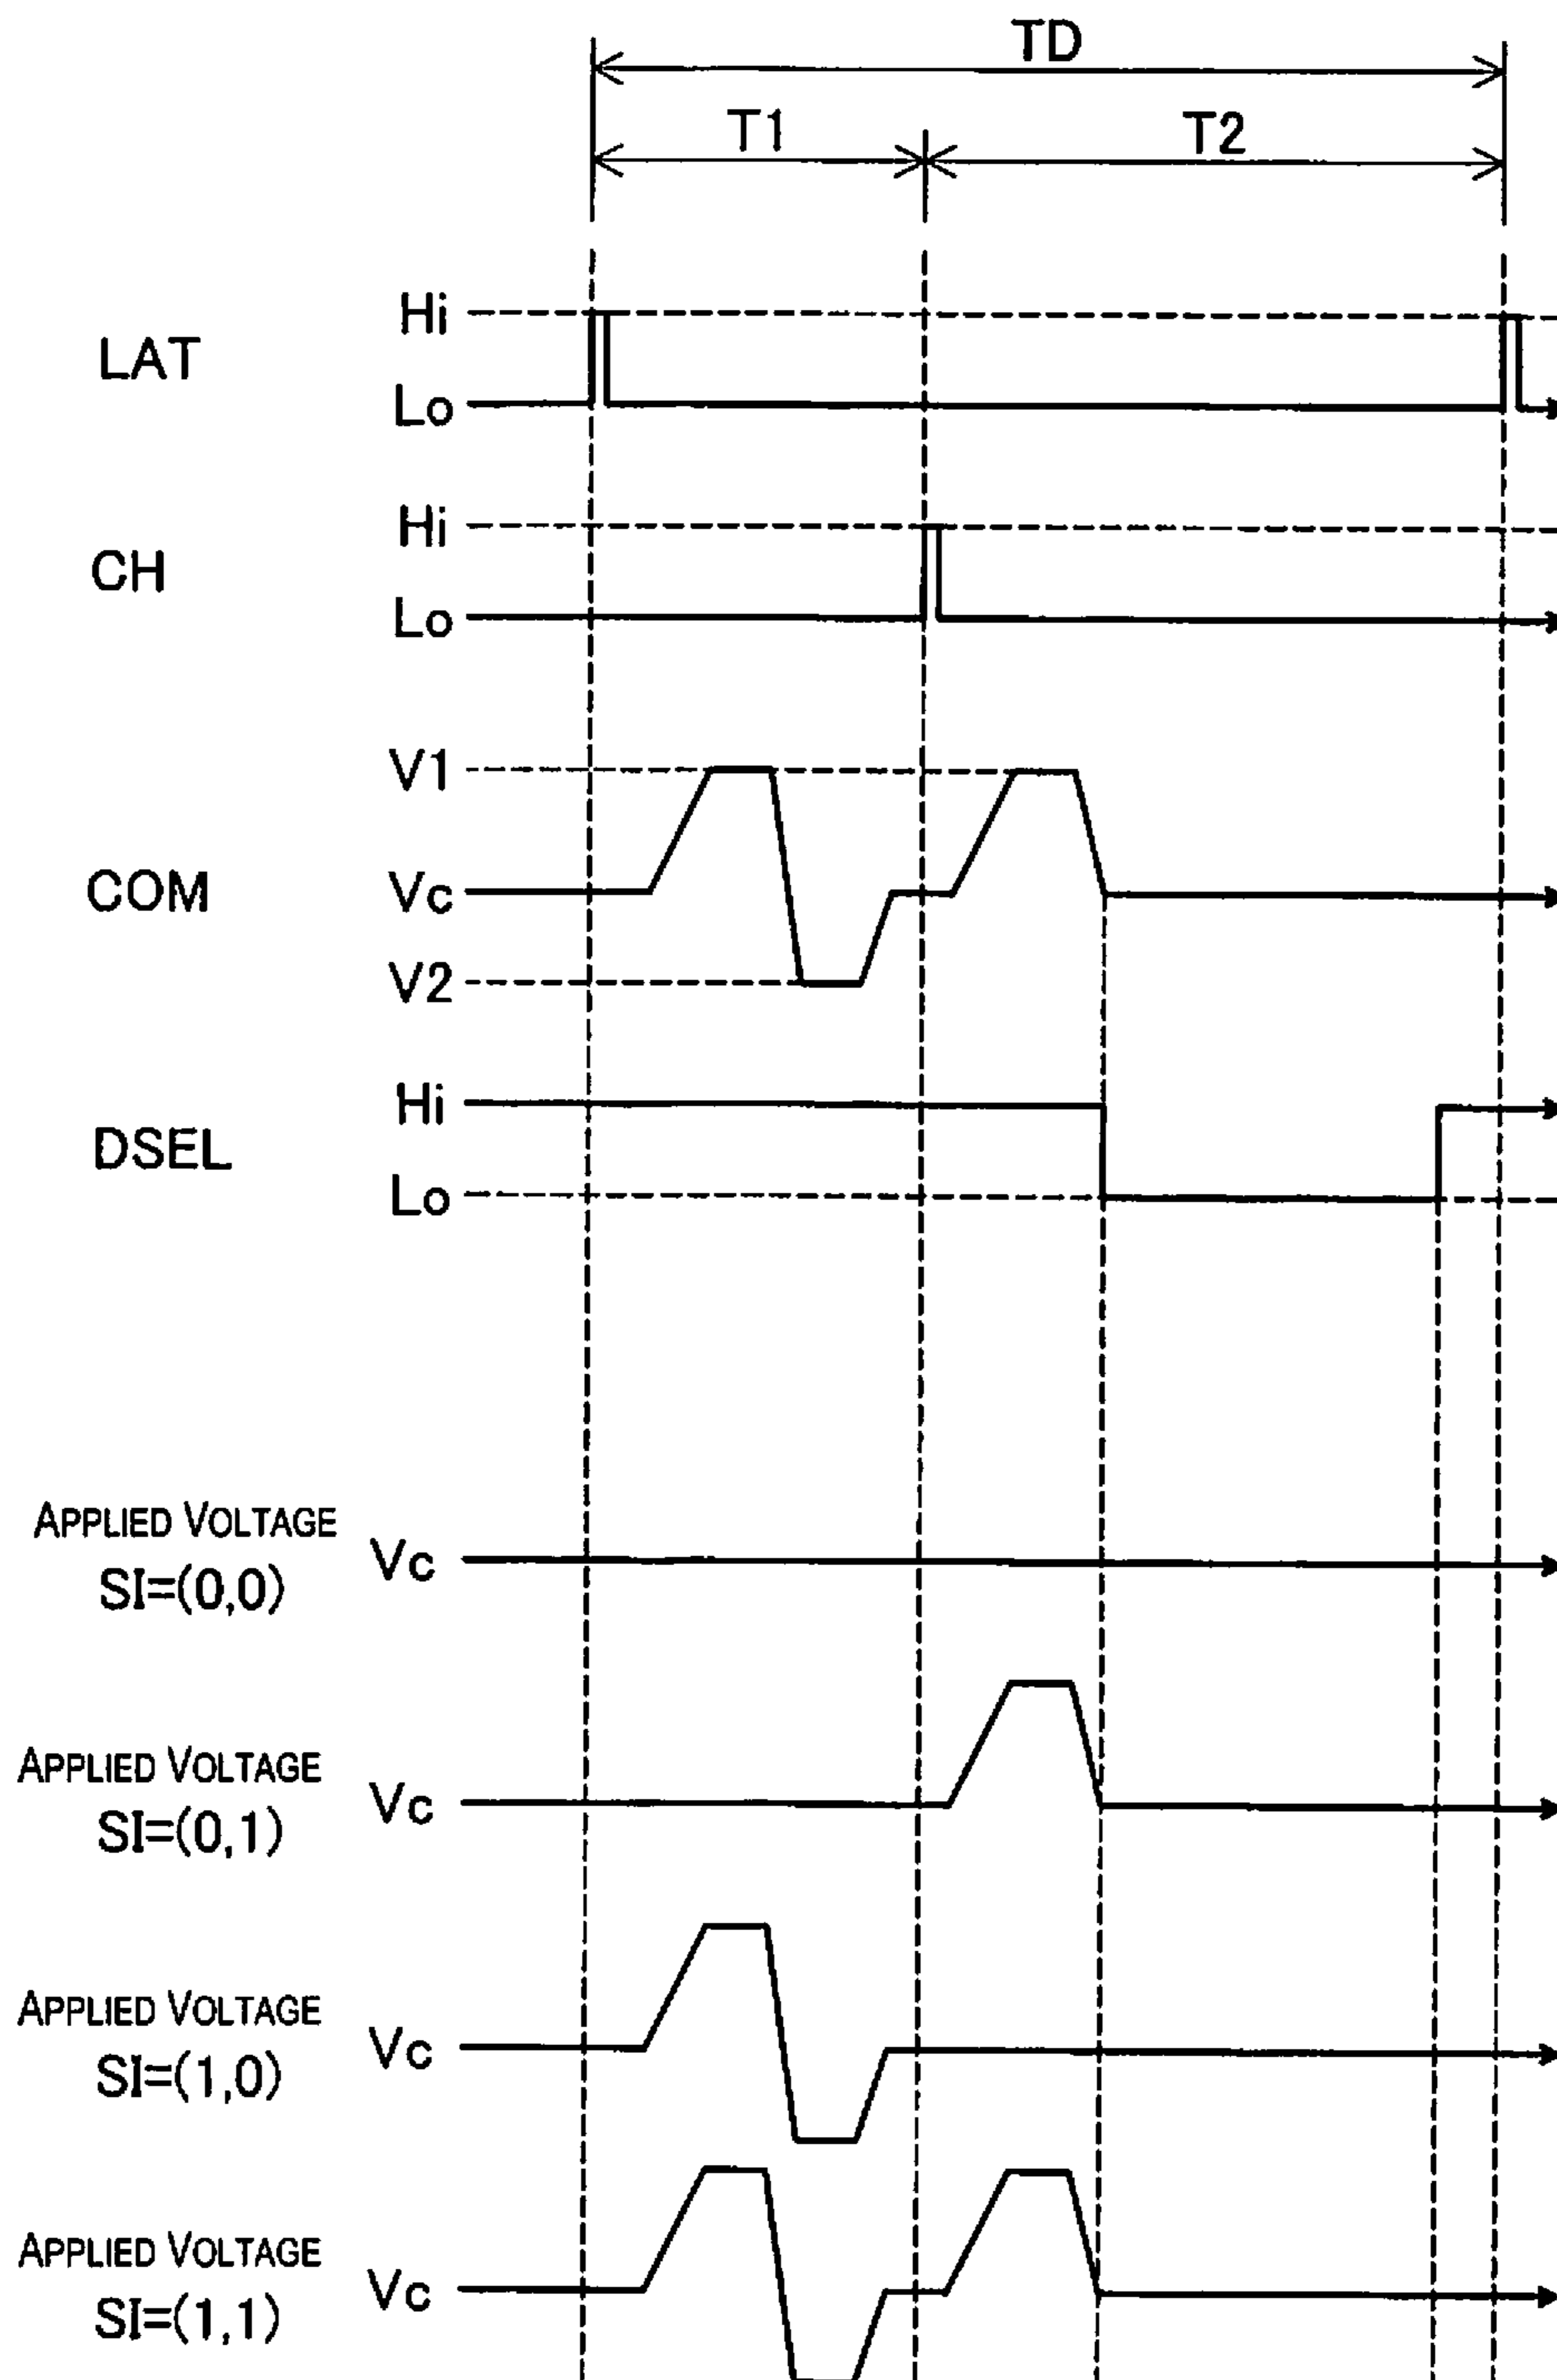 TD
T1 T2
LAT Hi
Lo
CH Hi
Lo
COM V1
Vc
V2
DSEL Hi
Lo
APPLIED VOLTAGE
SI=(0,0) Vc
APPLIED VOLTAGE
SI=(0,1) Vc
APPLIED VOLTAGE
SI=(1,0) Vc
APPLIED VOLTAGE
SI=(1,1) Vc